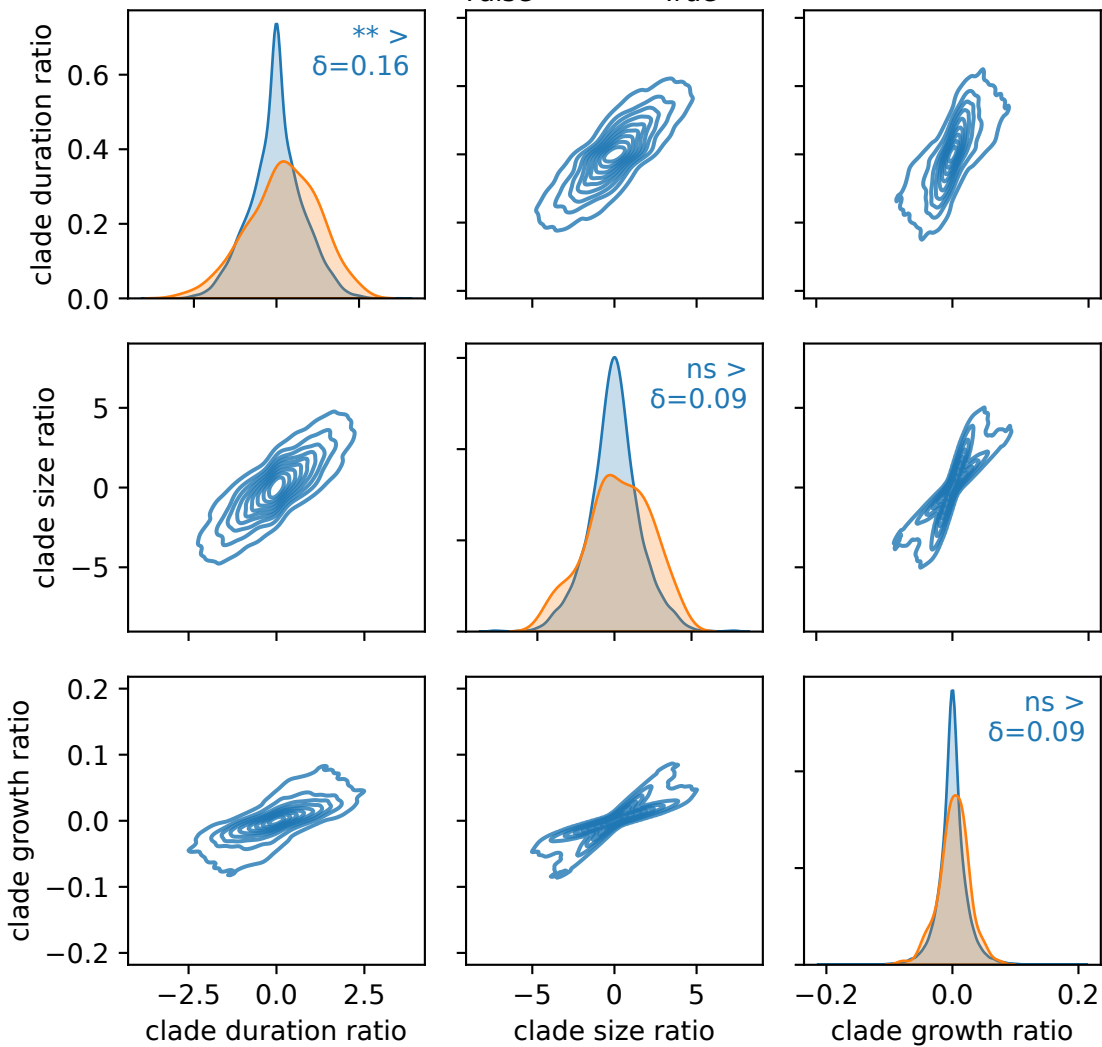 ** >
δ=0.16
clade duration ratio
0.6
0.4
0.2
0.0
ns >
δ=0.09
clade size ratio
5
0
−5
ns >
δ=0.09
clade growth ratio
0.2
0.1
0.0
−0.1
−0.2
−2.5 0.0 2.5
−5 0 5
−0.2 0.0 0.2
clade duration ratio
clade size ratio
clade growth ratio